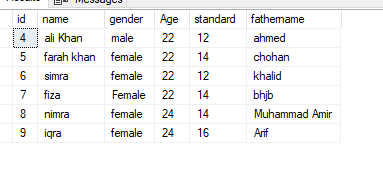 Messages
id name gender Age standard fathername
4 ali Khan male 22 12 ahmed
5 farah khan female 22 14 chohan
6 simra female 22 12 khalid
7 fiza Female 22 14 bhjb
8 nimra female 24 14 Muhammad Amir
9 iqra female 24 16 Arif